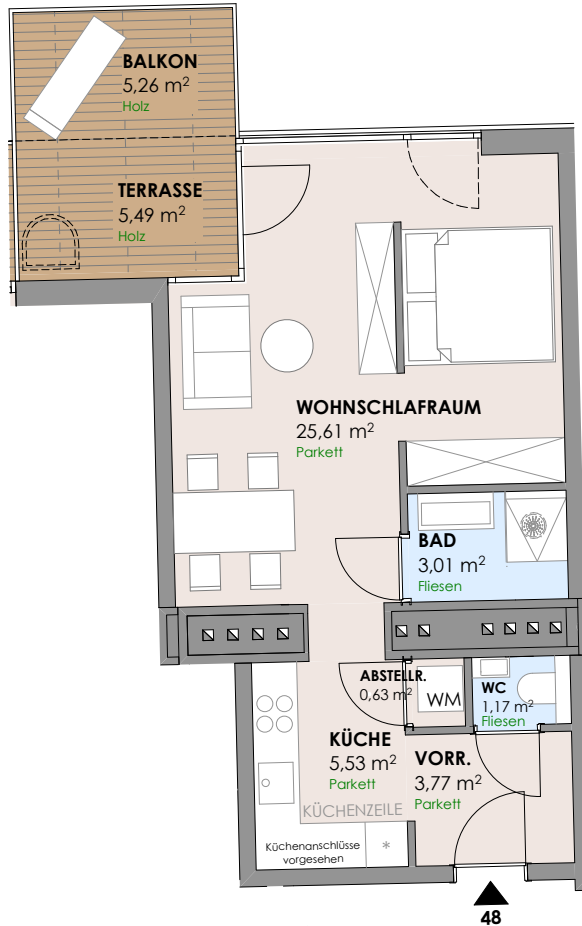 BALKON
5,26 m²
Holz
TERRASSE
5,49 m²
Holz
WOHNSCHLAFRAUM
25,61 m²
Parkett
BAD
3,01 m²
Fliesen
ABSTELLR.
0,63 m²
WM
WC
1,17 m²
Fliesen
KÜCHE
5,53 m²
Parkett
VORR.
3,77 m²
Parkett
KÜCHENZEILE
Küchenanschlüsse
vorgesehen
*
48